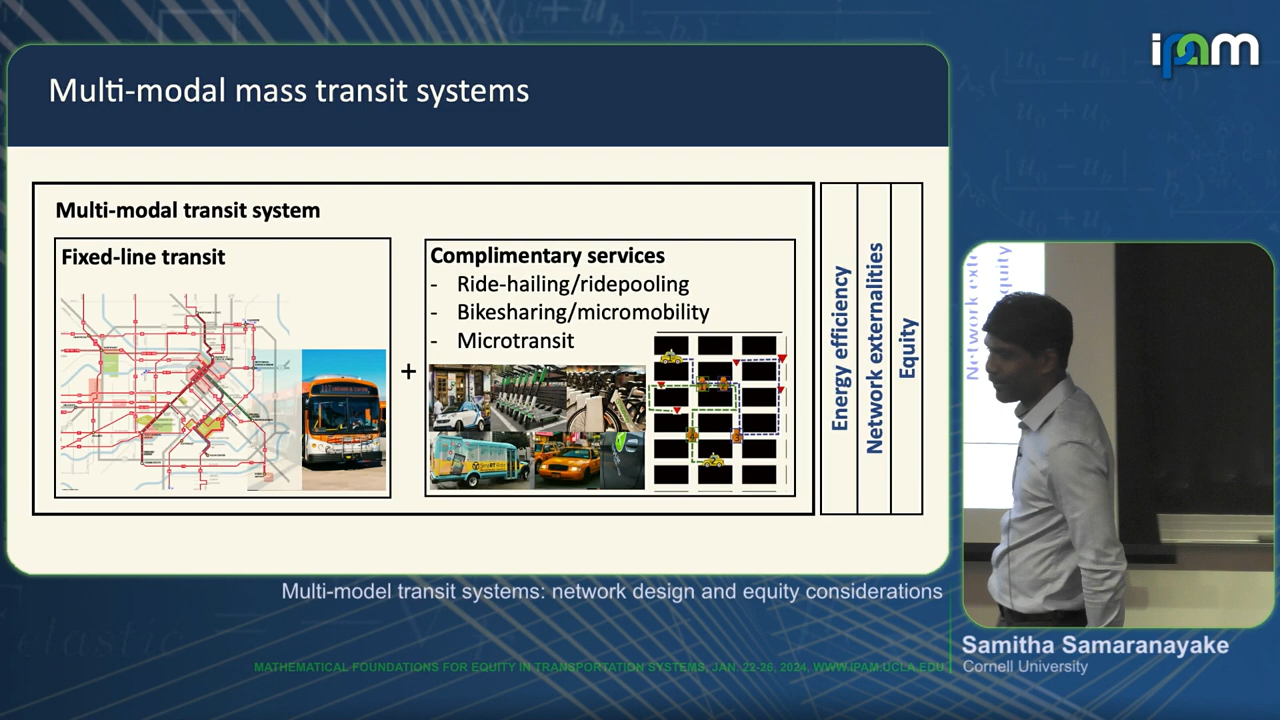 ipam
Multi-modal mass transit systems
Multi-modal transit system
Fixed-line transit
+
Complimentary services
- Ride-hailing/ridepooling
- Bikesharing/micromobility
- Microtransit
Energy efficiency
Network externalities
Equity
Multi-model transit systems: network design and equity considerations
Samitha Samaranayake
Cornell University
MATHEMATICAL FOUNDATIONS FOR EQUITY IN TRANSPORTATION SYSTEMS, JAN. 22-26, 2024, WWW.IPAM.UCLA.EDU